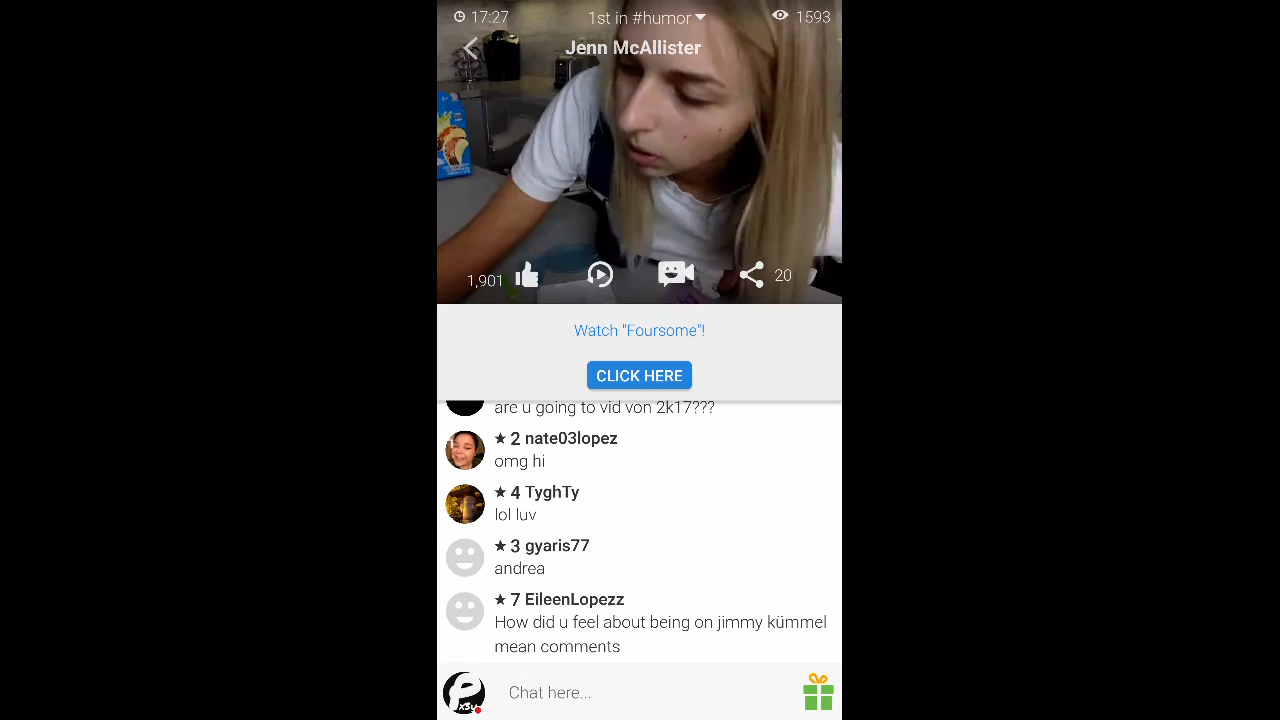 17:27
1st in #humor
1593
Jenn McAllister
1,901
20
Watch "Foursome"!
CLICK HERE
are u going to vid von 2k17???
★ 2 nate03lopez
omg hi
★ 4 TyghTy
lol luv
★ 3 gyaris77
andrea
★ 7 EileenLopezz
How did u feel about being on jimmy kümmel
mean comments
Chat here...